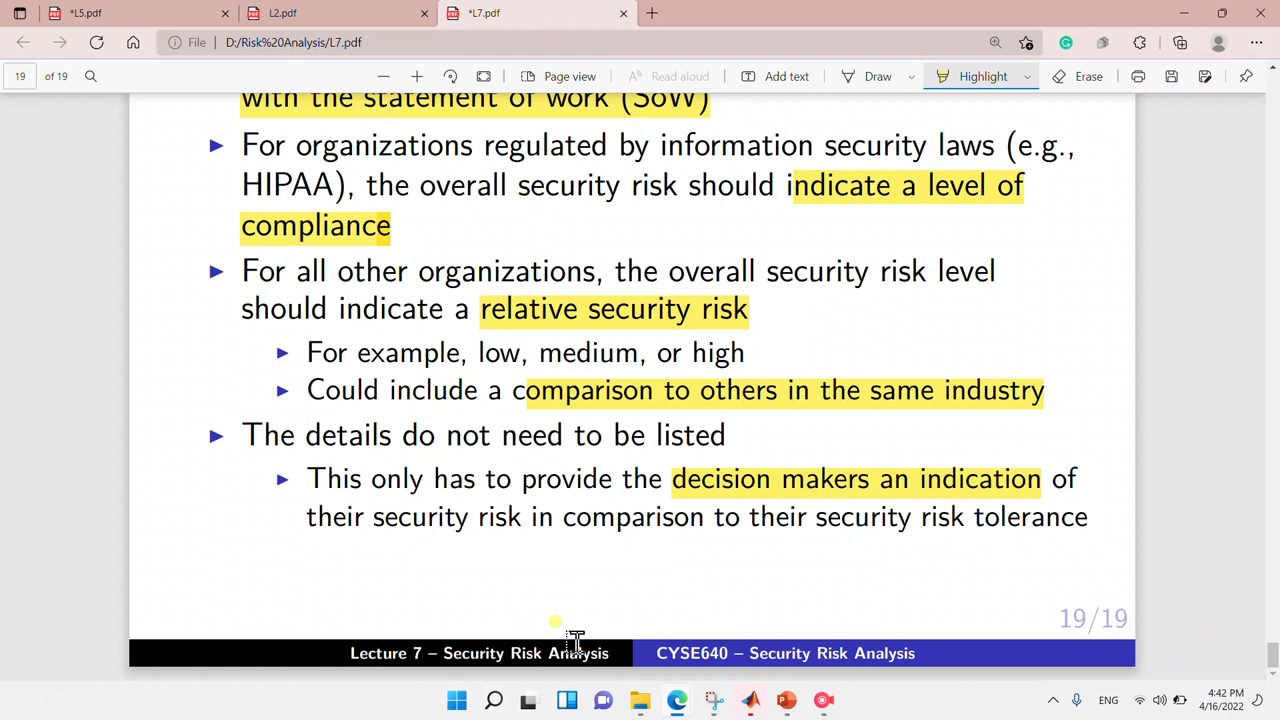 *L5.pdf
L2.pdf
*L7.pdf
File
D:/Risk%20Analysis/L7.pdf
19 of 19
Page view
Read aloud
Add text
Draw
Highlight
Erase
with the statement of work (SoW)
For organizations regulated by information security laws (e.g.,
HIPAA), the overall security risk should indicate a level of
compliance
For all other organizations, the overall security risk level
should indicate a relative security risk
For example, low, medium, or high
Could include a comparison to others in the same industry
The details do not need to be listed
This only has to provide the decision makers an indication of
their security risk in comparison to their security risk tolerance
19/19
Lecture 7 – Security Risk Analysis
CYSE640 – Security Risk Analysis
ENG
4:42 PM
4/16/2022